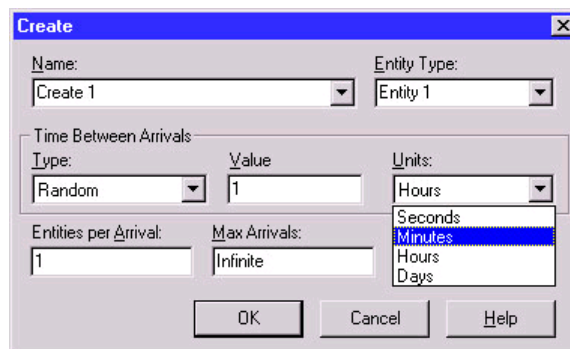 Create
Name:
Entity Type:
Create 1
Entity 1
Time Between Arrivals
Type:
Value
Units:
Random
1
Hours
Seconds
Minutes
Hours
Days
Entities per Arrival:
Max Arrivals:
1
Infinite
OK
Cancel
Help